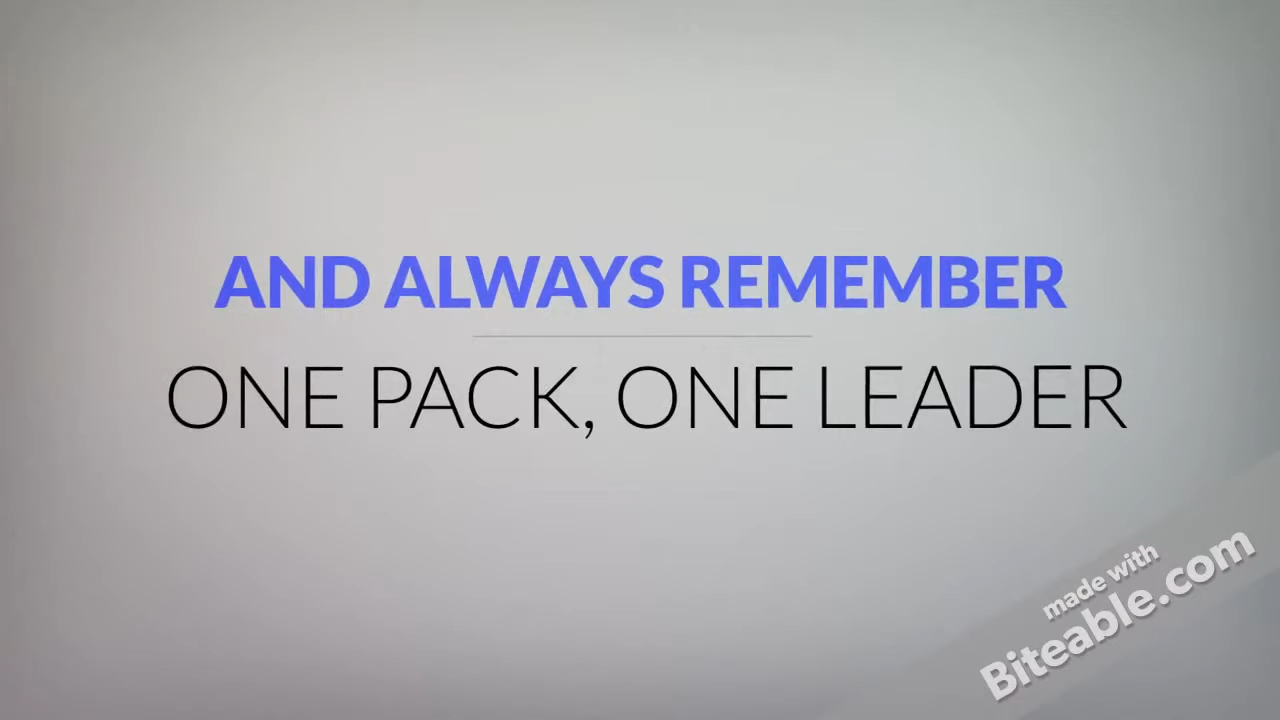 AND ALWAYS REMEMBER
ONE PACK, ONE LEADER
made with
Biteable.com